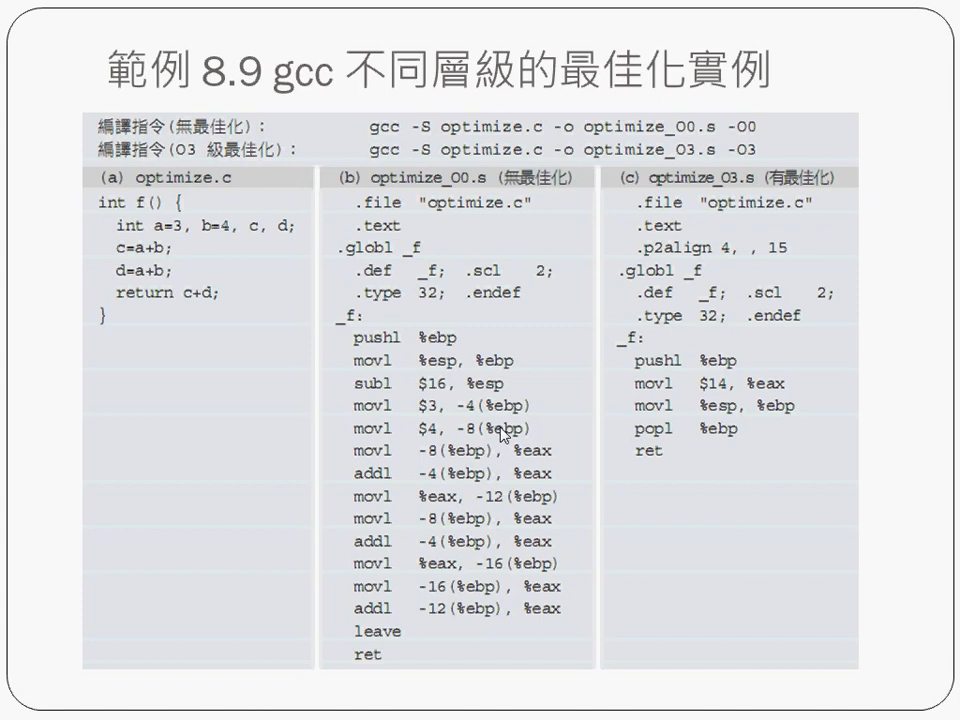 範例 8.9 gcc 不同層級的最佳化實例
編譯指令(無最佳化): gcc -S optimize.c -o optimize_O0.s -O0
編譯指令(O3 級最佳化): gcc -S optimize.c -o optimize_O3.s -O3
(a) optimize.c
int f() {
int a=3, b=4, c, d;
c=a+b;
d=a+b;
return c+d;
}
(b) optimize_O0.s (無最佳化)
.file "optimize.c"
.text
.globl _f
.def _f; .scl 2;
.type 32; .endef
_f:
pushl %ebp
movl %esp, %ebp
subl $16, %esp
movl $3, -4(%ebp)
movl $4, -8(%ebp)
movl -8(%ebp), %eax
addl -4(%ebp), %eax
movl %eax, -12(%ebp)
movl -8(%ebp), %eax
addl -4(%ebp), %eax
movl %eax, -16(%ebp)
movl -16(%ebp), %eax
addl -12(%ebp), %eax
leave
ret
(c) optimize_O3.s (有最佳化)
.file "optimize.c"
.text
.p2align 4, , 15
.globl _f
.def _f; .scl 2;
.type 32; .endef
_f:
pushl %ebp
movl $14, %eax
movl %esp, %ebp
popl %ebp
ret